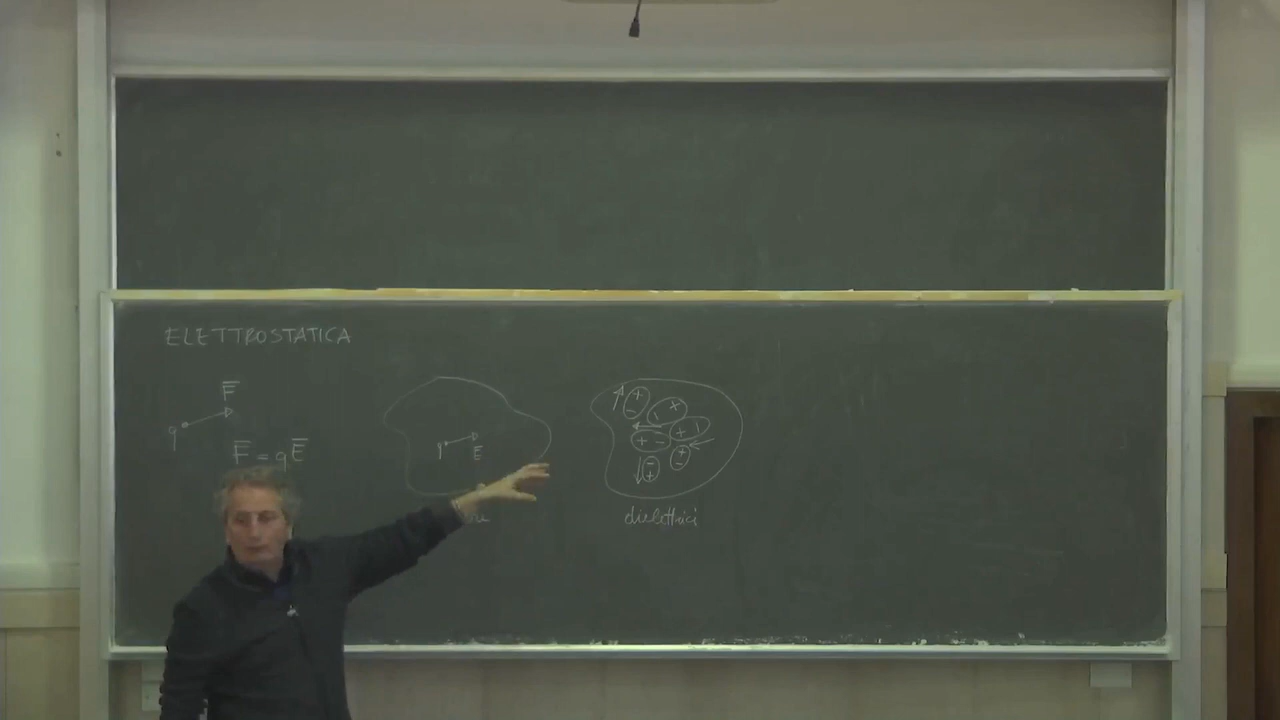 ELETTROSTATICA
F
q
F = qE
q
E
+
-
+
+
+ -
+
-
+
+
-
dielettrici